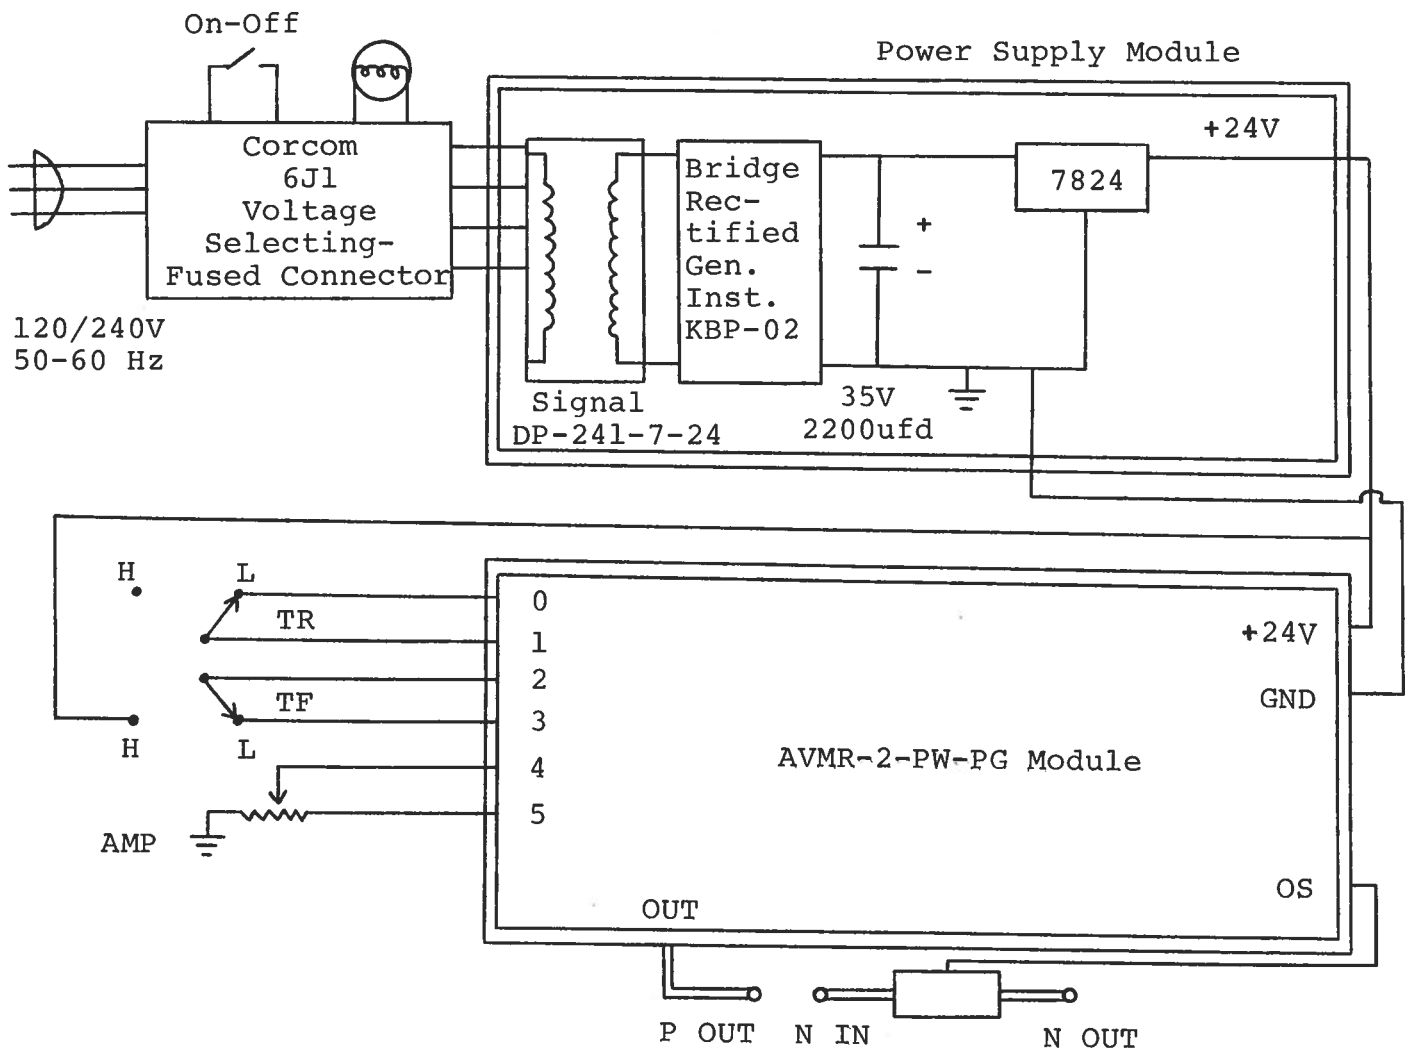 On-Off
Power Supply Module
+24V
Corcom
6J1
Voltage
Selecting-
Fused Connector
Bridge
Rec-
tified
Gen.
Inst.
KBP-02
7824
+
-
120/240V
50-60 Hz
Signal
DP-241-7-24
35V
2200ufd
H
L
TR
TF
H
L
AMP
0
1
2
3
4
5
+24V
GND
AVMR-2-PW-PG Module
OS
OUT
P OUT
N IN
N OUT